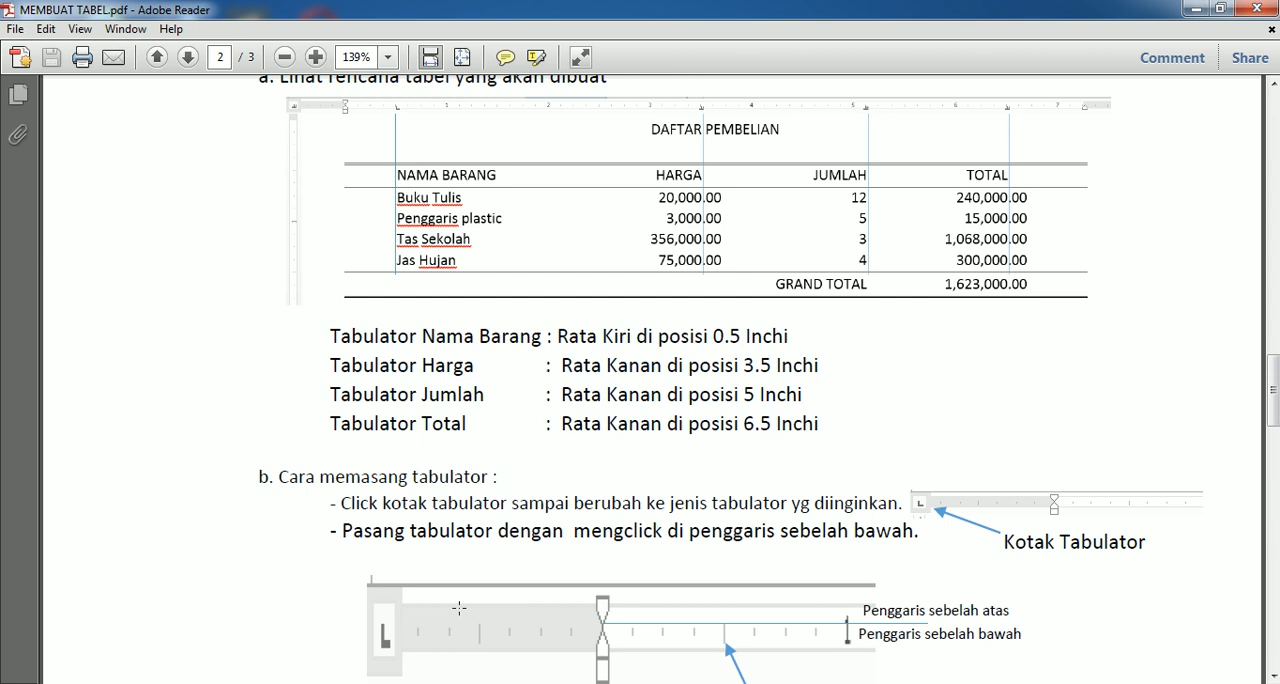 MEMBUAT TABEL.pdf - Adobe Reader
File Edit View Window Help
2 / 3 139% Comment Share
a. Lihat rencana tabel yang akan dibuat
1 2 3 4 5 6 7
DAFTAR PEMBELIAN
NAMA BARANG HARGA JUMLAH TOTAL
Buku Tulis 20,000.00 12 240,000.00
Penggaris plastic 3,000.00 5 15,000.00
Tas Sekolah 356,000.00 3 1,068,000.00
Jas Hujan 75,000.00 4 300,000.00
GRAND TOTAL 1,623,000.00
Tabulator Nama Barang : Rata Kiri di posisi 0.5 Inchi
Tabulator Harga : Rata Kanan di posisi 3.5 Inchi
Tabulator Jumlah : Rata Kanan di posisi 5 Inchi
Tabulator Total : Rata Kanan di posisi 6.5 Inchi
b. Cara memasang tabulator :
- Click kotak tabulator sampai berubah ke jenis tabulator yg diinginkan.
- Pasang tabulator dengan mengclick di penggaris sebelah bawah.
Kotak Tabulator
Penggaris sebelah atas
Penggaris sebelah bawah